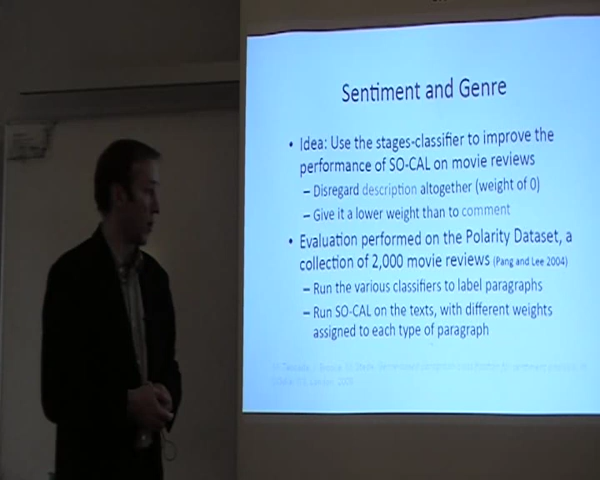 Sentiment and Genre
• Idea: Use the stages-classifier to improve the
performance of SO-CAL on movie reviews
– Disregard description altogether (weight of 0)
– Give it a lower weight than to comment
• Evaluation performed on the Polarity Dataset, a
collection of 2,000 movie reviews (Pang and Lee 2004)
– Run the various classifiers to label paragraphs
– Run SO-CAL on the texts, with different weights
assigned to each type of paragraph